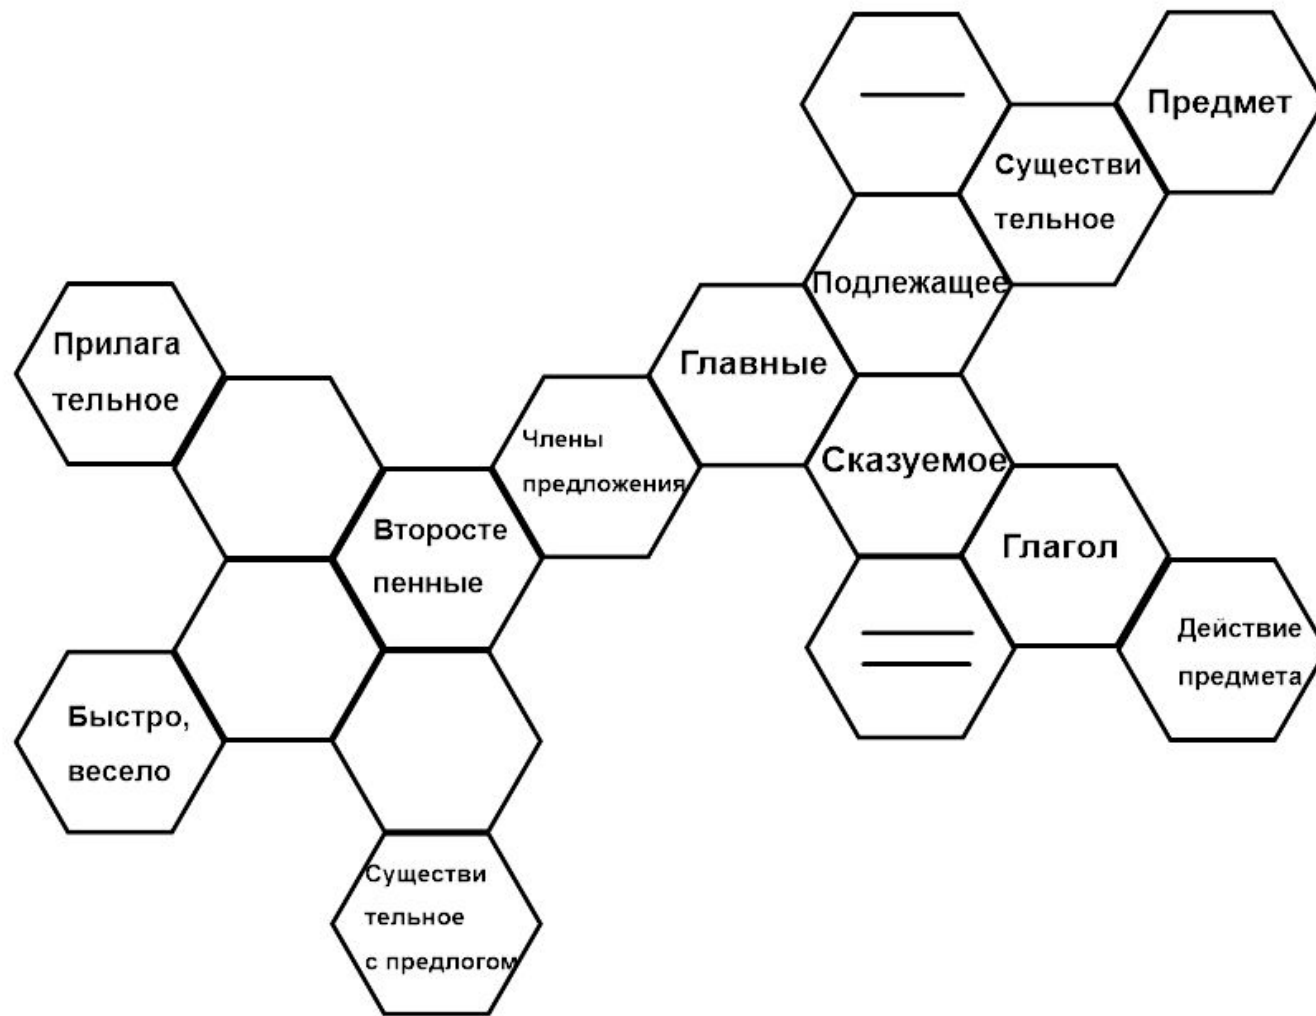 Предмет
Существи
тельное
Подлежащее
Прилага
тельное
Главные
Члены
предложения
Сказуемое
Второсте
пенные
Глагол
Действие
предмета
Быстро,
весело
Существи
тельное
с предлогом